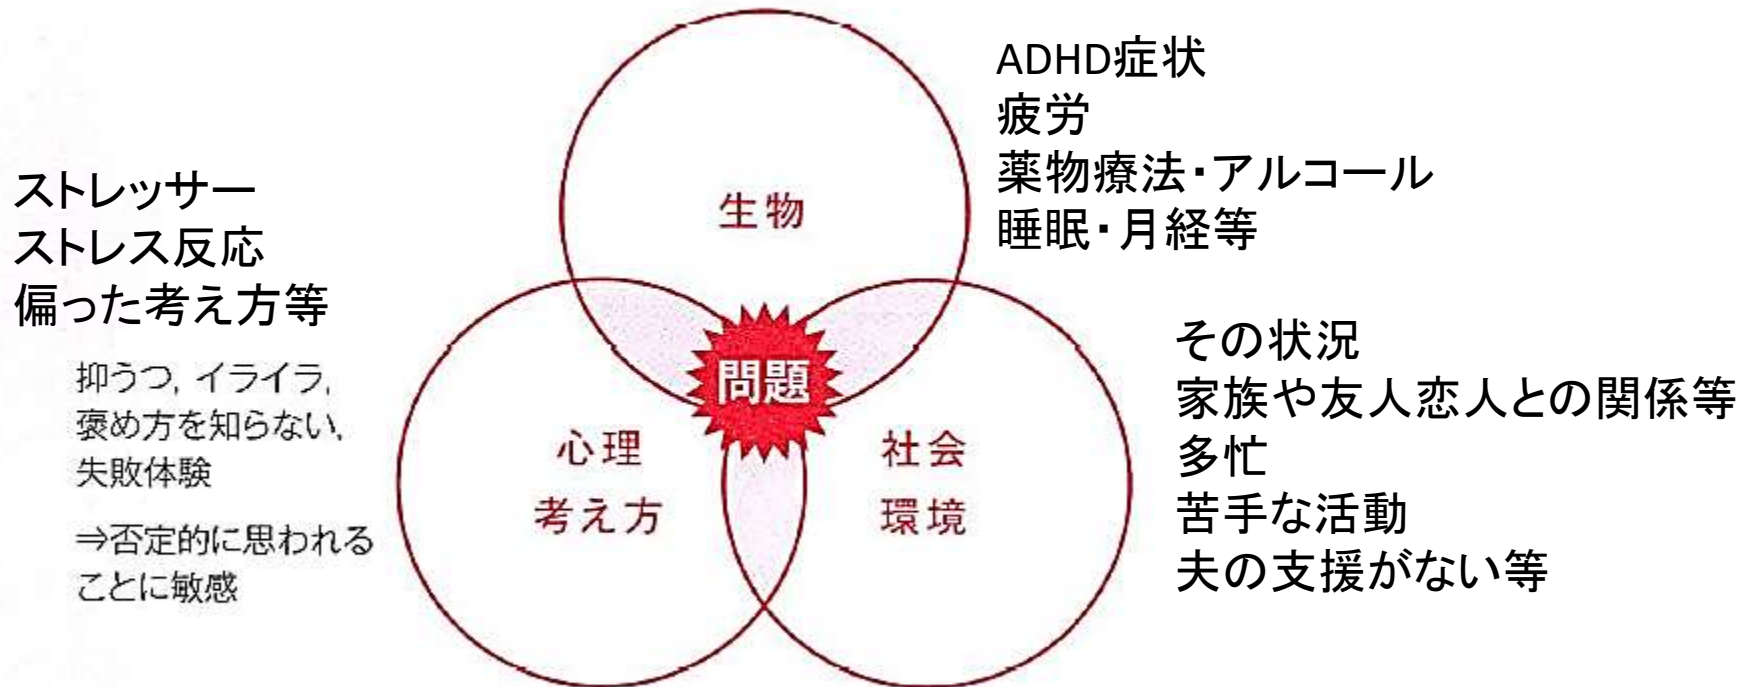 ADHD症状
疲労
薬物療法・アルコール
睡眠・月経等
生物
ストレッサー
ストレス反応
偏った考え方等
抑うつ, イライラ,
褒め方を知らない,
失敗体験
⇒否定的に思われる
ことに敏感
問題
心理
考え方
社会
環境
その状況
家族や友人恋人との関係等
多忙
苦手な活動
夫の支援がない等